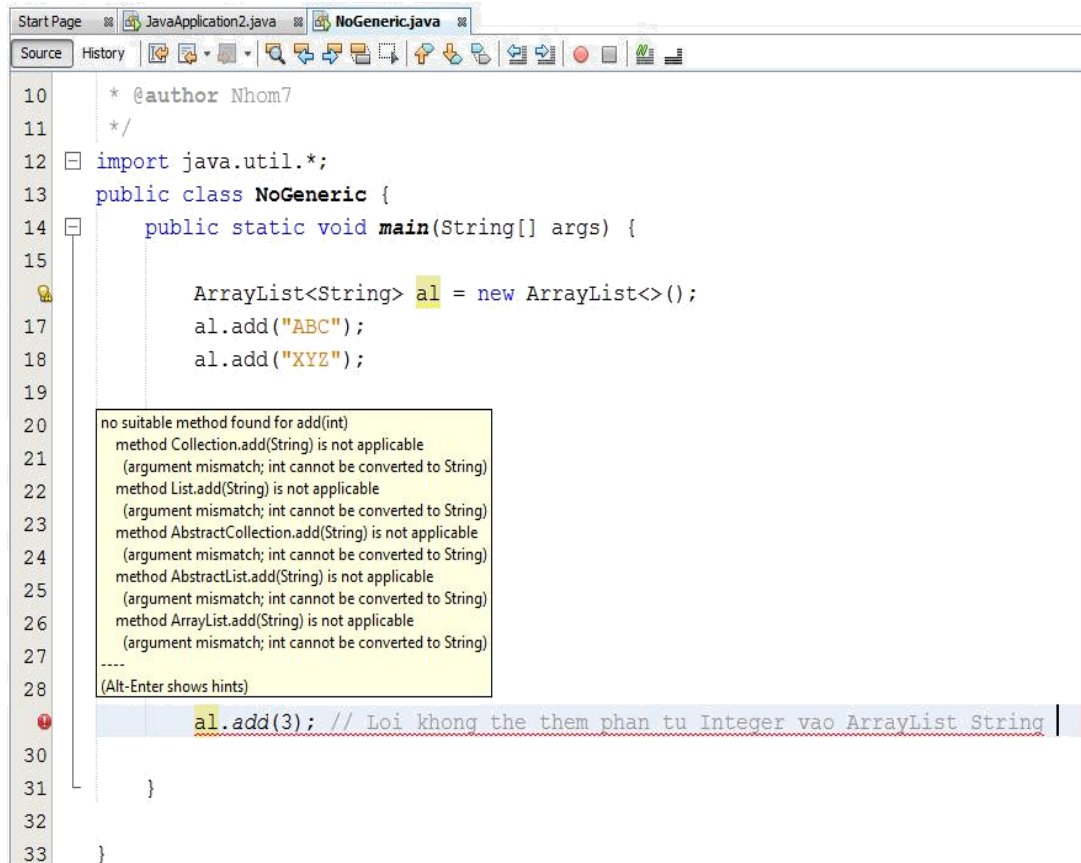 Start Page JavaApplication2.java NoGeneric.java
Source History
10 * @author Nhom7
11 */
12 import java.util.*;
13 public class NoGeneric {
14 public static void main(String[] args) {
15
ArrayList<String> al = new ArrayList<>();
17 al.add("ABC");
18 al.add("XYZ");
19
20 no suitable method found for add(int)
method Collection.add(String) is not applicable
21 (argument mismatch; int cannot be converted to String)
22 method List.add(String) is not applicable
(argument mismatch; int cannot be converted to String)
23 method AbstractCollection.add(String) is not applicable
24 (argument mismatch; int cannot be converted to String)
method AbstractList.add(String) is not applicable
25 (argument mismatch; int cannot be converted to String)
26 method ArrayList.add(String) is not applicable
(argument mismatch; int cannot be converted to String)
27 ----
28 (Alt-Enter shows hints)
al.add(3); // Loi khong the them phan tu Integer vao ArrayList String
30
31 }
32
33 }